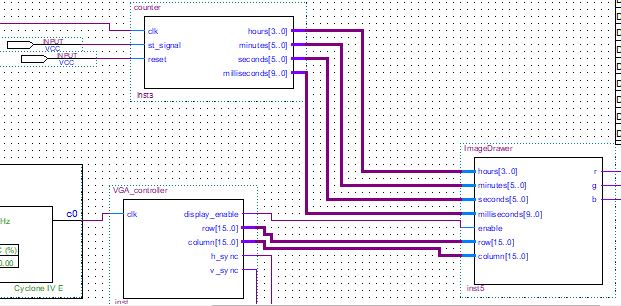 counter
clk
hours[3..0]
INPUT
VCC
st_signal
minutes[5..0]
INPUT
VCC
reset
seconds[5..0]
milliseconds[9..0]
inst3
ImageDrawer
hours[3..0]
r
minutes[5..0]
g
seconds[5..0]
b
milliseconds[9..0]
enable
row[15..0]
column[15..0]
inst5
VGA_controller
c0
clk
display_enable
row[15..0]
column[15..0]
h_sync
v_sync
inst
Hz
(%)
0.00
Cyclone IV E